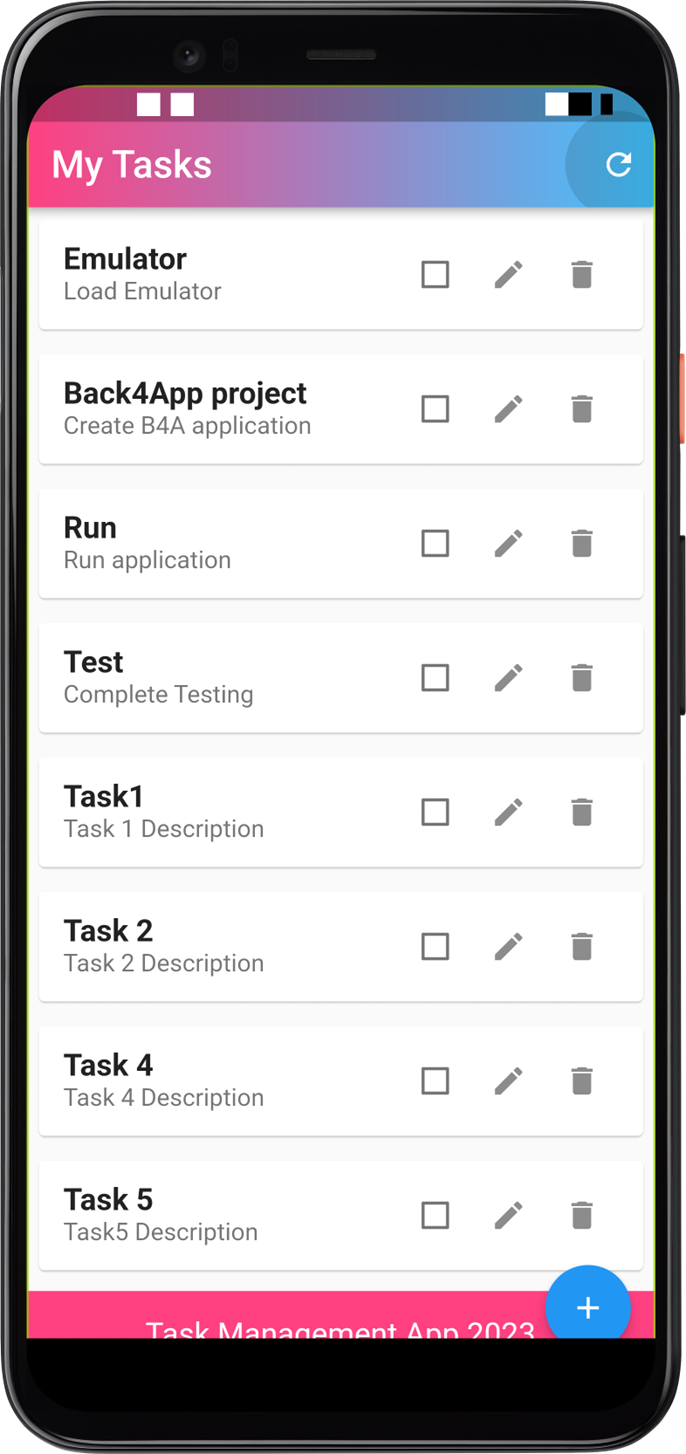 My Tasks
Emulator
Load Emulator
Back4App project
Create B4A application
Run
Run application
Test
Complete Testing
Task1
Task 1 Description
Task 2
Task 2 Description
Task 4
Task 4 Description
Task 5
Task5 Description
Task Management App 2023